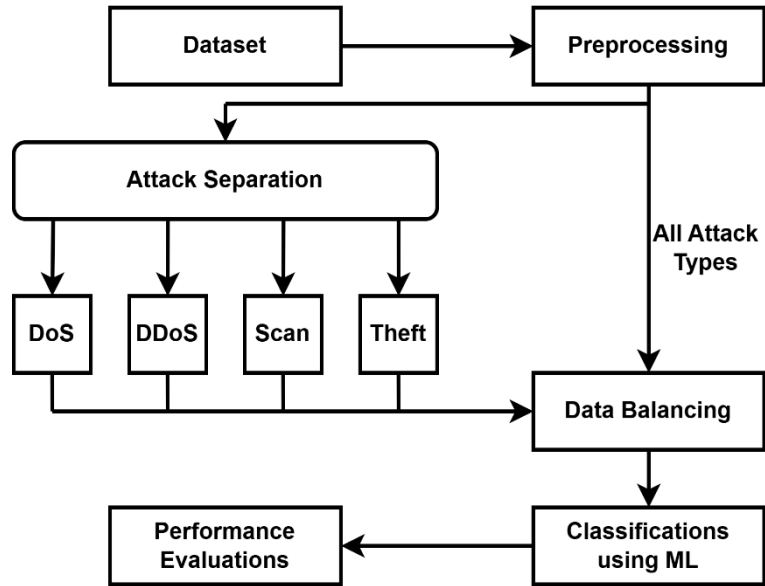 Dataset
Preprocessing
Attack Separation
All Attack
Types
DoS
DDoS
Scan
Theft
Data Balancing
Performance
Evaluations
Classifications
using ML